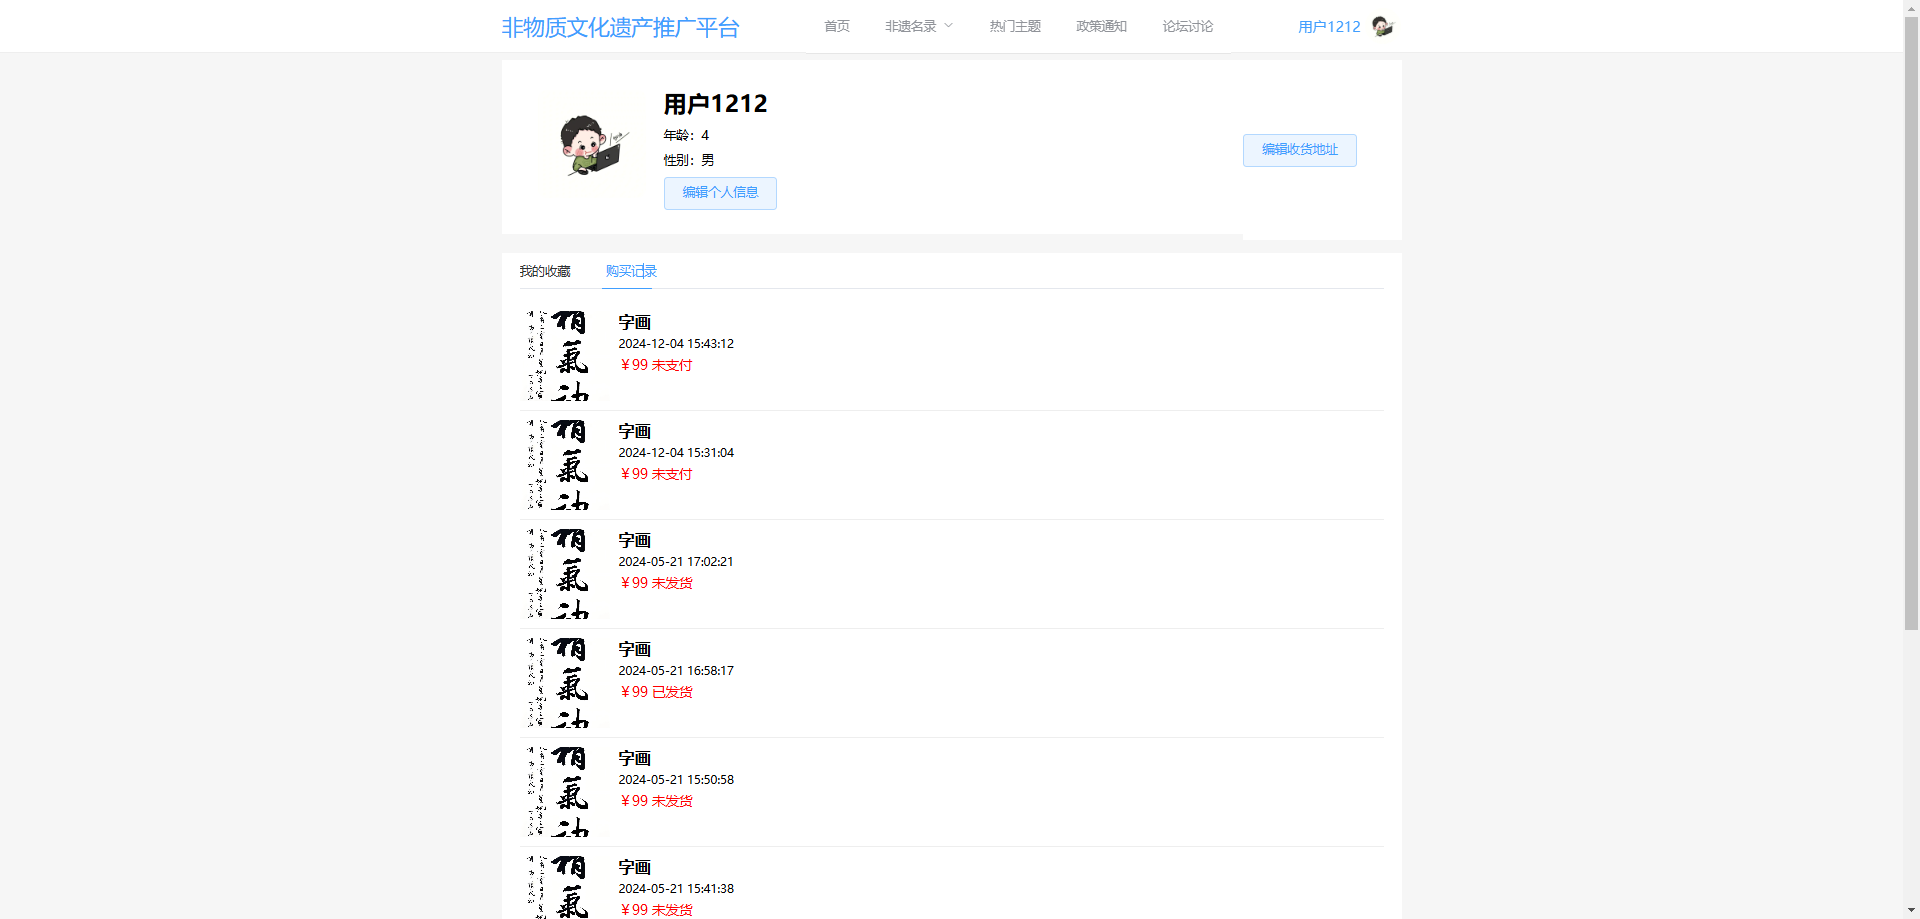 非物质文化遗产推广平台
首页 非遗名录 热门主题 政策通知 论坛讨论 用户1212
用户1212
年龄：4
性别：男
编辑个人信息
编辑收货地址
我的收藏 购买记录
字画
2024-12-04 15:43:12
￥99 未支付
字画
2024-12-04 15:31:04
￥99 未支付
字画
2024-05-21 17:02:21
￥99 未发货
字画
2024-05-21 16:58:17
￥99 已发货
字画
2024-05-21 15:50:58
￥99 未发货
字画
2024-05-21 15:41:38
￥99 未发货